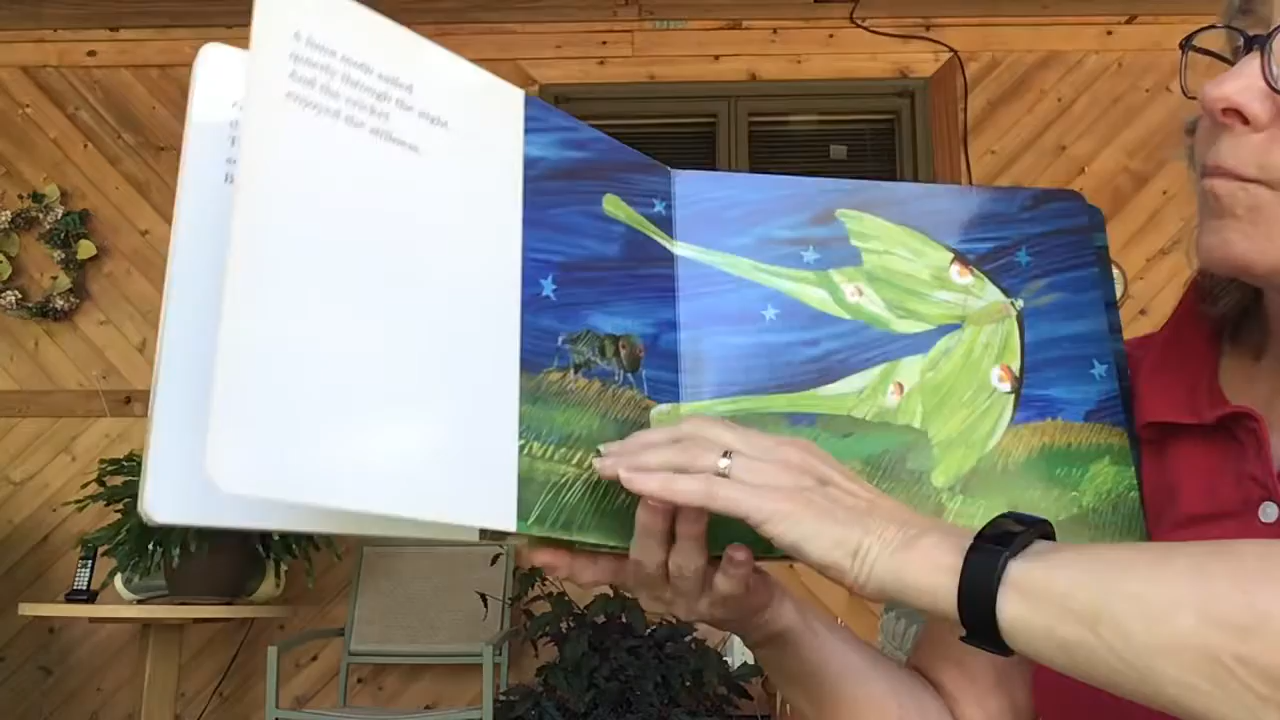 A luna moth sailed
quietly through the night.
And the cricket
enjoyed the stillness.